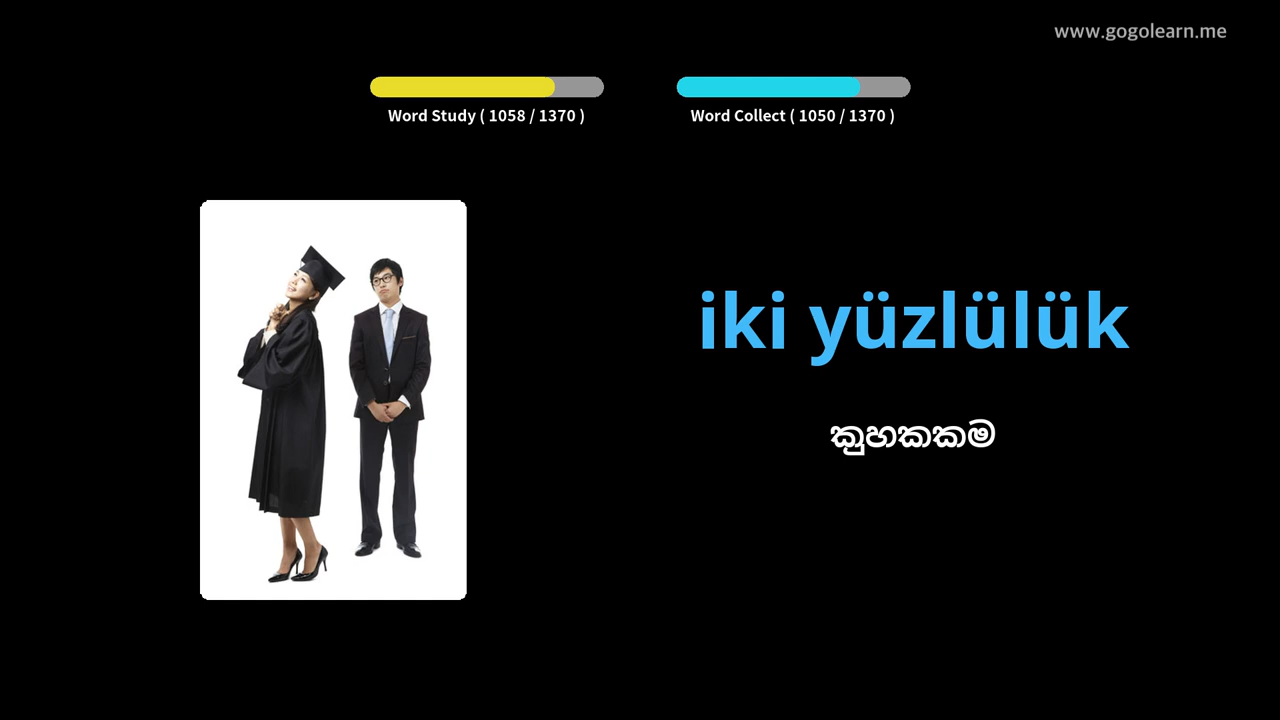 www.gogolearn.me
Word Study ( 1058 / 1370 )
Word Collect ( 1050 / 1370 )
iki yüzlülük
කුහකකම